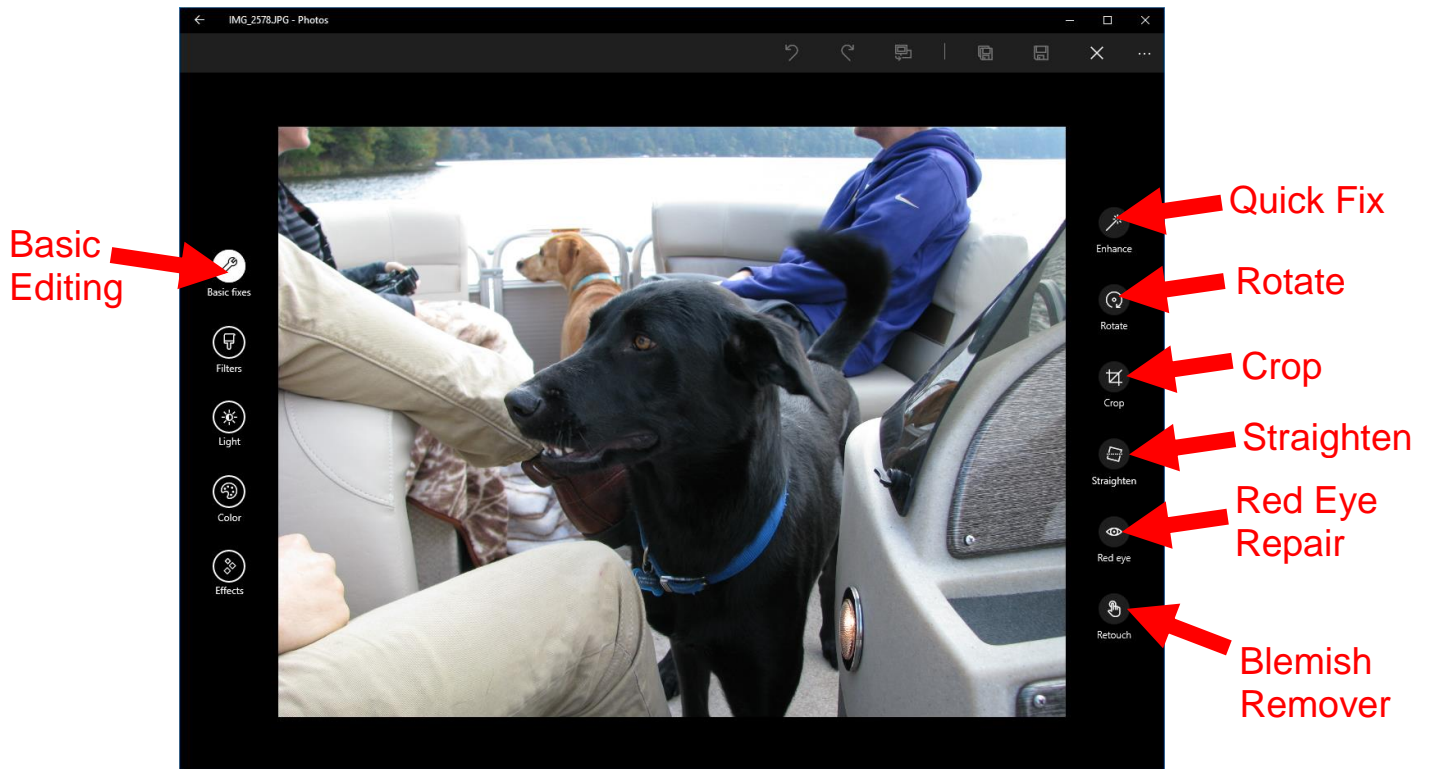 IMG_2578.JPG - Photos
Basic
Editing
Basic fixes
Filters
Light
Color
Effects
Enhance
Rotate
Crop
Straighten
Red eye
Retouch
Quick Fix
Rotate
Crop
Straighten
Red Eye
Repair
Blemish
Remover